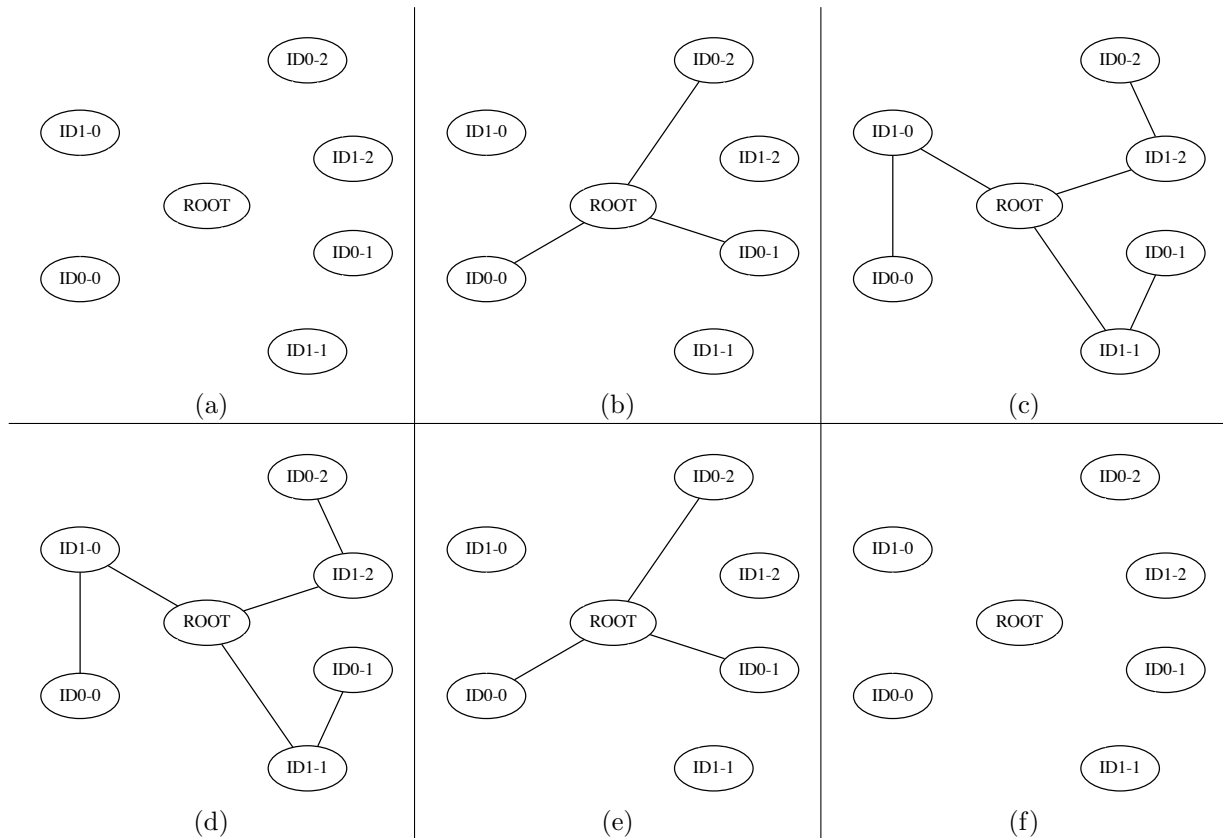 ID0-2
ID1-0
ID1-2
ROOT
ID0-1
ID0-0
ID1-1
(a)
ID0-2
ID1-0
ID1-2
ROOT
ID0-1
ID0-0
ID1-1
(b)
ID0-2
ID1-0
ID1-2
ROOT
ID0-1
ID0-0
ID1-1
(c)
ID0-2
ID1-0
ID1-2
ROOT
ID0-1
ID0-0
ID1-1
(d)
ID0-2
ID1-0
ID1-2
ROOT
ID0-1
ID0-0
ID1-1
(e)
ID0-2
ID1-0
ID1-2
ROOT
ID0-1
ID0-0
ID1-1
(f)